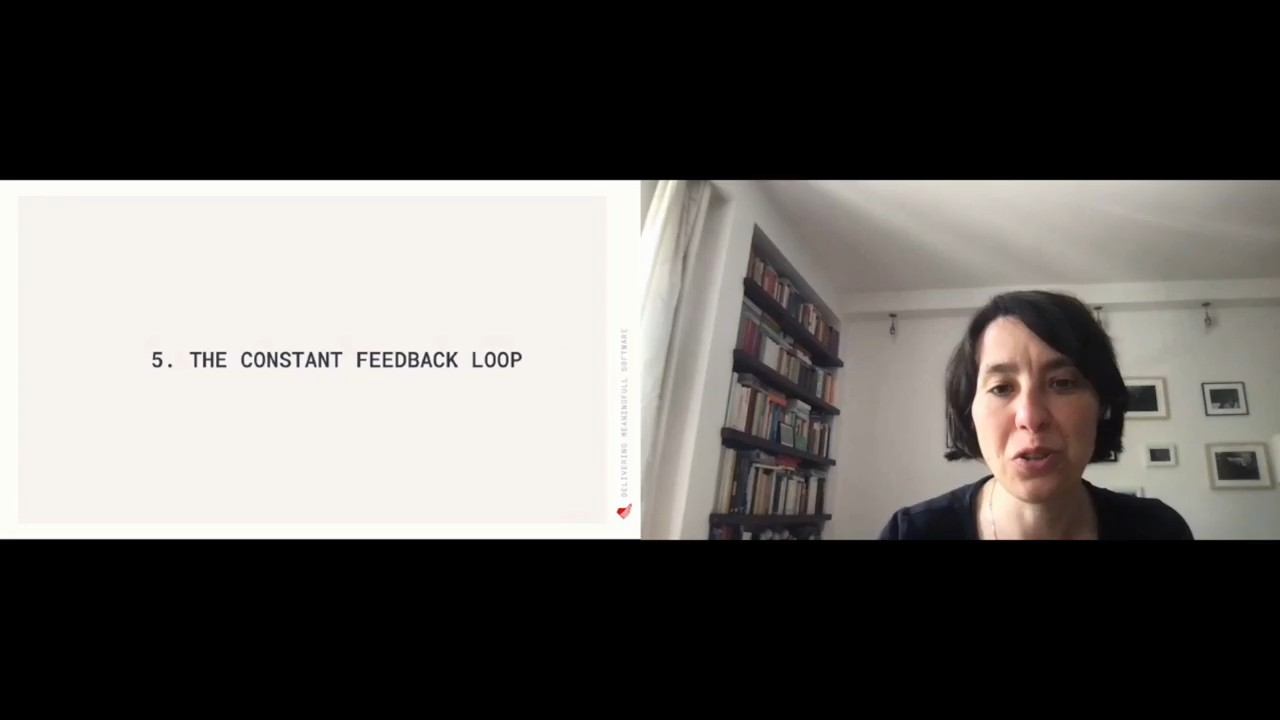 5. THE CONSTANT FEEDBACK LOOP
DELIVERING MEANINGFULL SOFTWARE